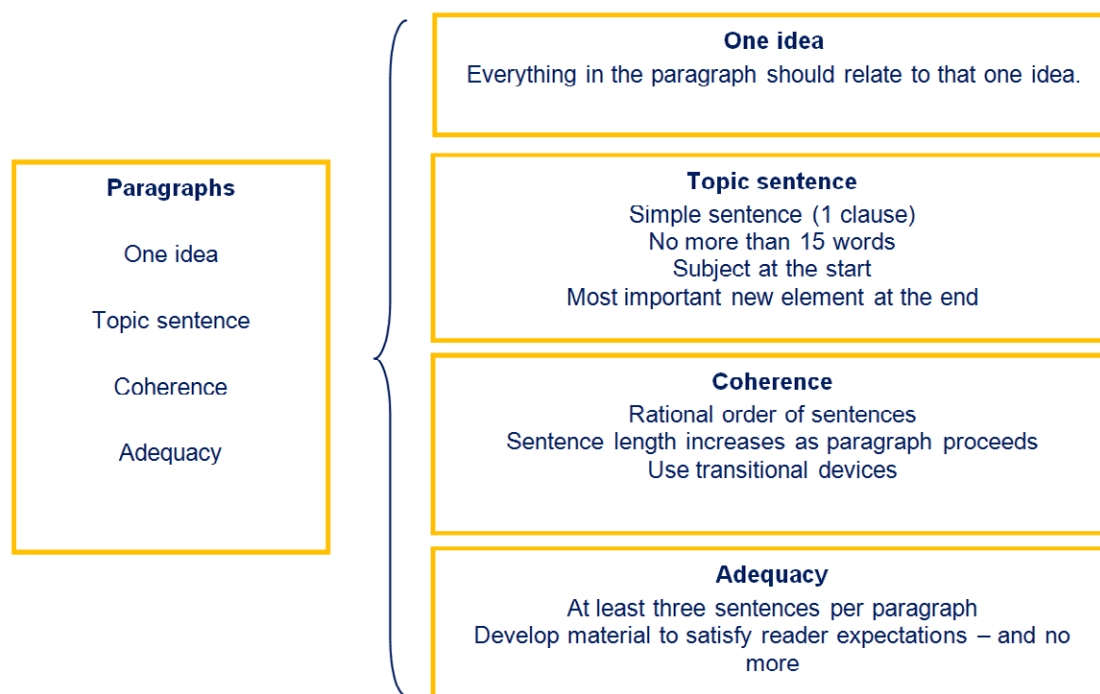 Paragraphs
One idea
Topic sentence
Coherence
Adequacy
One idea
Everything in the paragraph should relate to that one idea.
Topic sentence
Simple sentence (1 clause)
No more than 15 words
Subject at the start
Most important new element at the end
Coherence
Rational order of sentences
Sentence length increases as paragraph proceeds
Use transitional devices
Adequacy
At least three sentences per paragraph
Develop material to satisfy reader expectations – and no
more